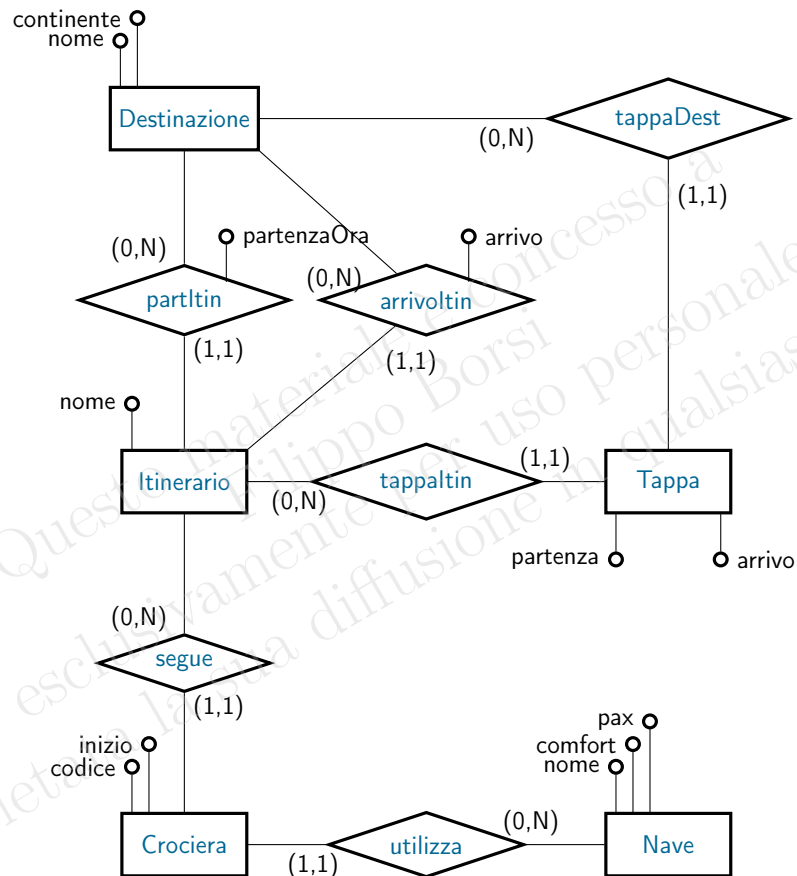 continente
nome
Destinazione
tappaDest
(0,N)
(1,1)
(0,N)
partenzaOra
arrivo
(0,N)
partItin
arrivoItin
(1,1)
(1,1)
nome
Itinerario
(0,N)
tappaItin
(1,1)
Tappa
partenza
arrivo
(0,N)
segue
(1,1)
pax
inizio
comfort
codice
nome
Crociera
(1,1)
utilizza
(0,N)
Nave
Questo materiale è concesso a
Filippo Borsi
esclusivamente per uso personale
la sua diffusione in qualsias